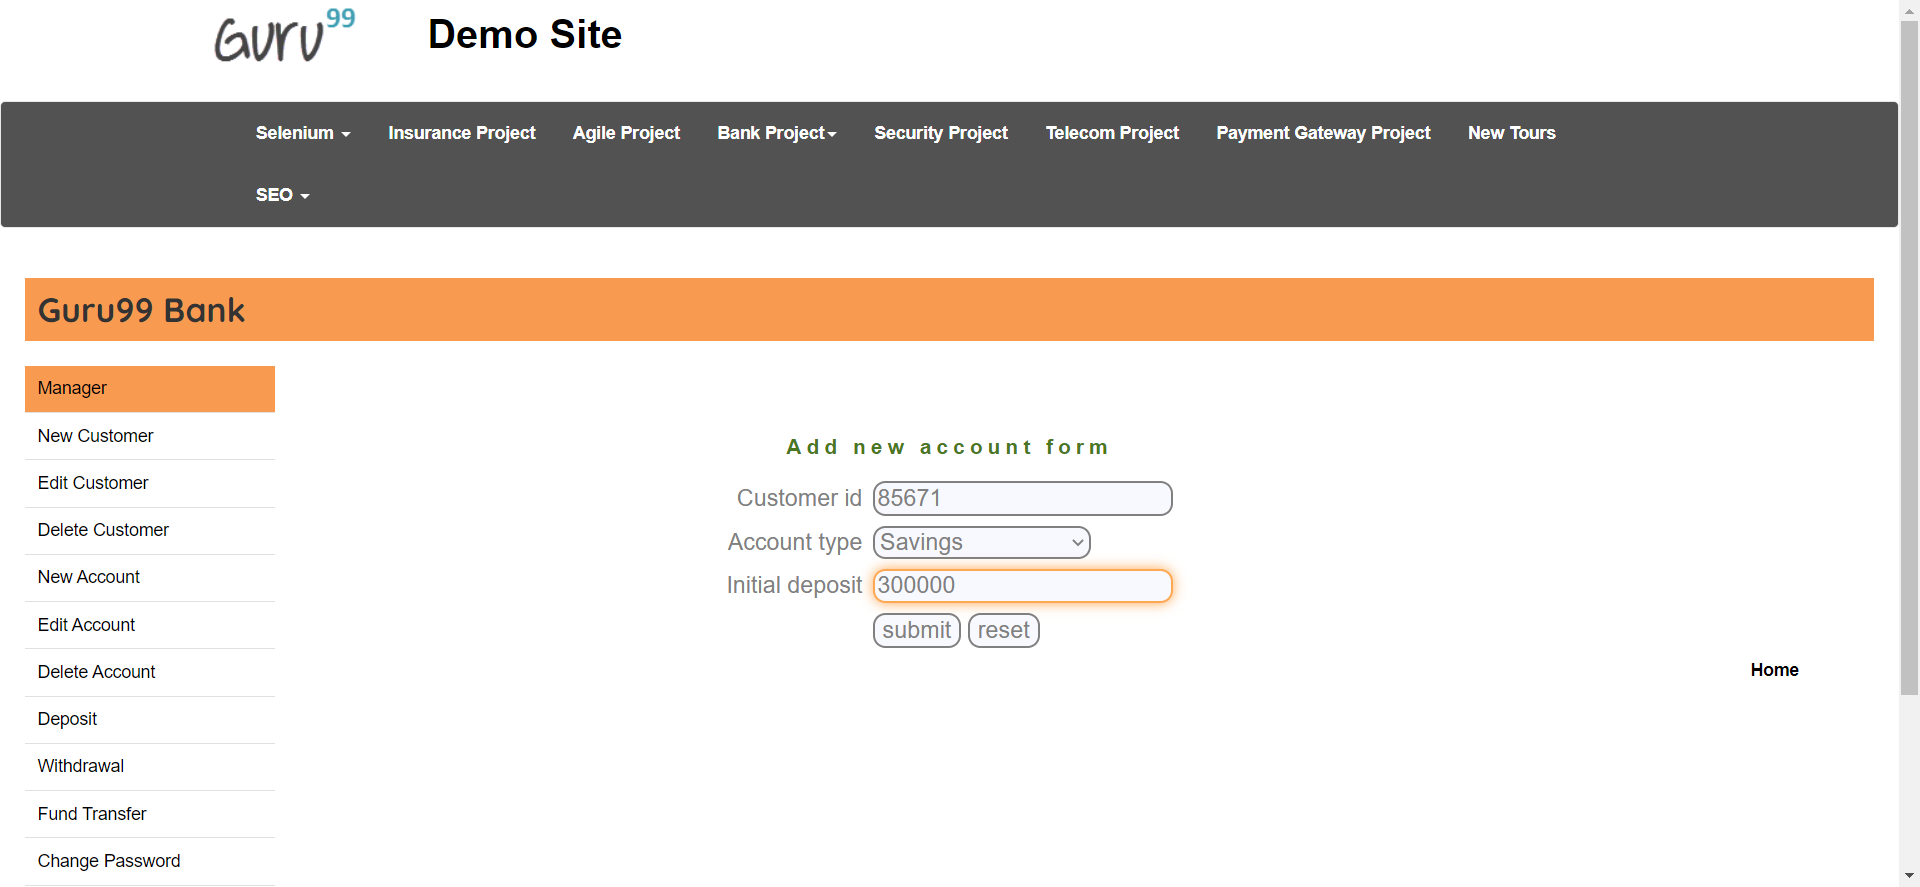 Guru99 Demo Site
Selenium Insurance Project Agile Project Bank Project Security Project Telecom Project Payment Gateway Project New Tours
SEO
Guru99 Bank
Manager
New Customer
Edit Customer
Delete Customer
New Account
Edit Account
Delete Account
Deposit
Withdrawal
Fund Transfer
Change Password
Add new account form
Customer id 85671
Account type Savings
Initial deposit 300000
submit reset
Home